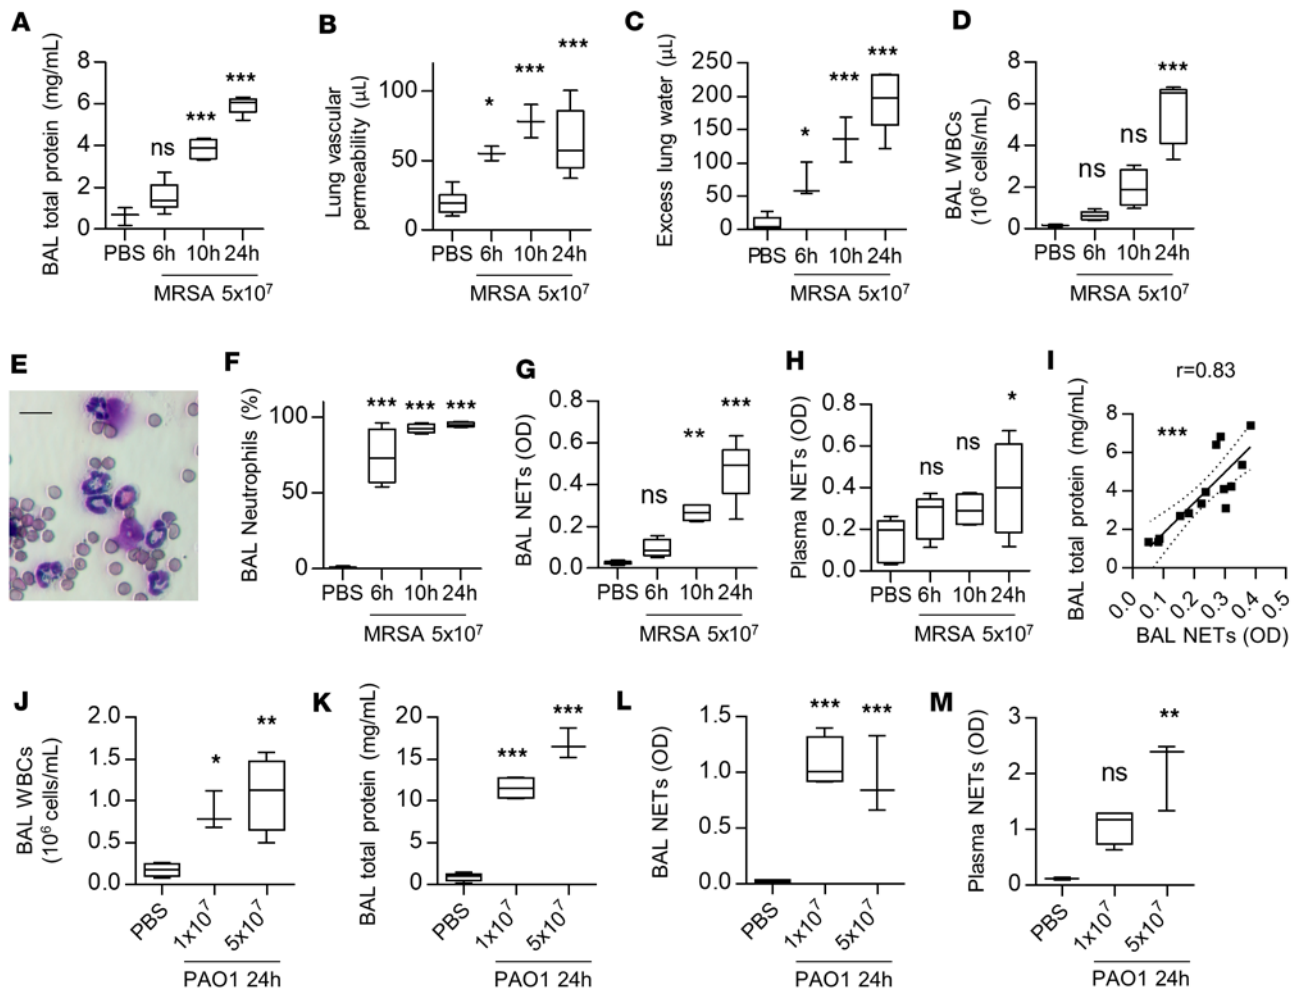 A
BAL total protein (mg/mL)
8
6
4
2
0
ns
***
***
PBS 6h 10h 24h
MRSA 5x10⁷
B
Lung vascular
permeability (μL)
100
50
0
*
***
***
PBS 6h 10h 24h
MRSA 5x10⁷
C
Excess lung water (μL)
250
200
150
100
50
0
*
***
***
PBS 6h 10h 24h
MRSA 5x10⁷
D
BAL WBCs
(10⁶ cells/mL)
8
6
4
2
0
ns
ns
***
PBS 6h 10h 24h
MRSA 5x10⁷
E
F
BAL Neutrophils (%)
100
50
0
*** *** ***
PBS 6h 10h 24h
MRSA 5x10⁷
G
BAL NETs (OD)
0.8
0.6
0.4
0.2
0.0
ns
**
***
PBS 6h 10h 24h
MRSA 5x10⁷
H
Plasma NETs (OD)
0.8
0.6
0.4
0.2
0.0
ns
ns
*
PBS 6h 10h 24h
MRSA 5x10⁷
I
r=0.83
BAL total protein (mg/mL)
8
6
4
2
0
***
0.0 0.1 0.2 0.3 0.4 0.5
BAL NETs (OD)
J
BAL WBCs
(10⁶ cells/mL)
2.0
1.5
1.0
0.5
0.0
*
**
PBS 1x10⁷ 5x10⁷
PAO1 24h
K
BAL total protein (mg/mL)
20
15
10
5
0
***
***
PBS 1x10⁷ 5x10⁷
PAO1 24h
L
BAL NETs (OD)
1.5
1.0
0.5
0.0
***
***
PBS 1x10⁷ 5x10⁷
PAO1 24h
M
Plasma NETs (OD)
3
2
1
0
ns
**
PBS 1x10⁷ 5x10⁷
PAO1 24h